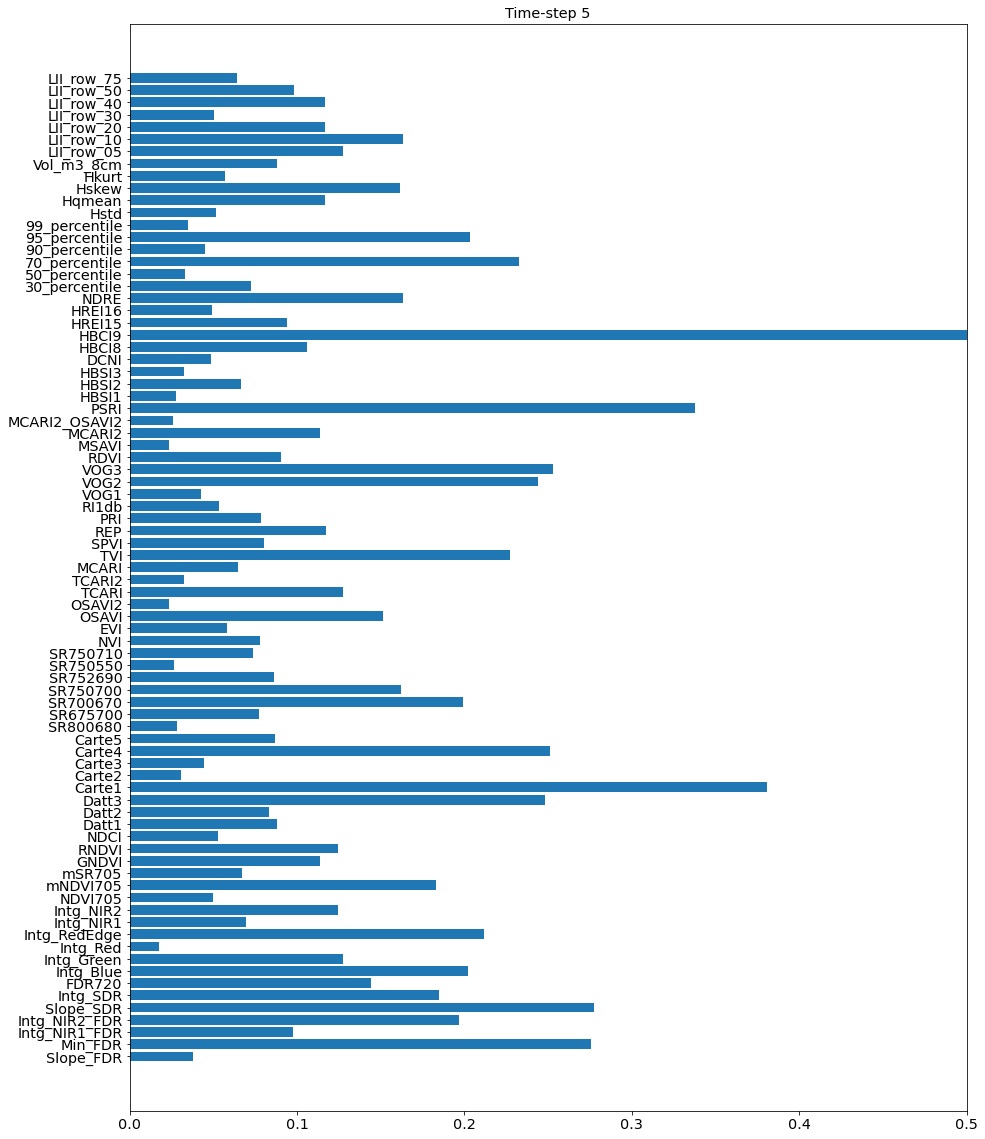 Time-step 5
LII_row_75
LII_row_50
LII_row_40
LII_row_30
LII_row_20
LII_row_10
LII_row_05
Vol_m3_8cm
Hkurt
Hskew
Hqmean
Hstd
99_percentile
95_percentile
90_percentile
70_percentile
50_percentile
30_percentile
NDRE
HREI16
HREI15
HBCI9
HBCI8
DCNI
HBSI3
HBSI2
HBSI1
PSRI
MCARI2_OSAVI2
MCARI2
MSAVI
RDVI
VOG3
VOG2
VOG1
RI1db
PRI
REP
SPVI
TVI
MCARI
TCARI2
TCARI
OSAVI2
OSAVI
EVI
NVI
SR750710
SR750550
SR752690
SR750700
SR700670
SR675700
SR800680
Carte5
Carte4
Carte3
Carte2
Carte1
Datt3
Datt2
Datt1
NDCI
RNDVI
GNDVI
mSR705
mNDVI705
NDVI705
Intg_NIR2
Intg_NIR1
Intg_RedEdge
Intg_Red
Intg_Green
Intg_Blue
FDR720
Intg_SDR
Slope_SDR
Intg_NIR2_FDR
Intg_NIR1_FDR
Min_FDR
Slope_FDR
0.0 0.1 0.2 0.3 0.4 0.5